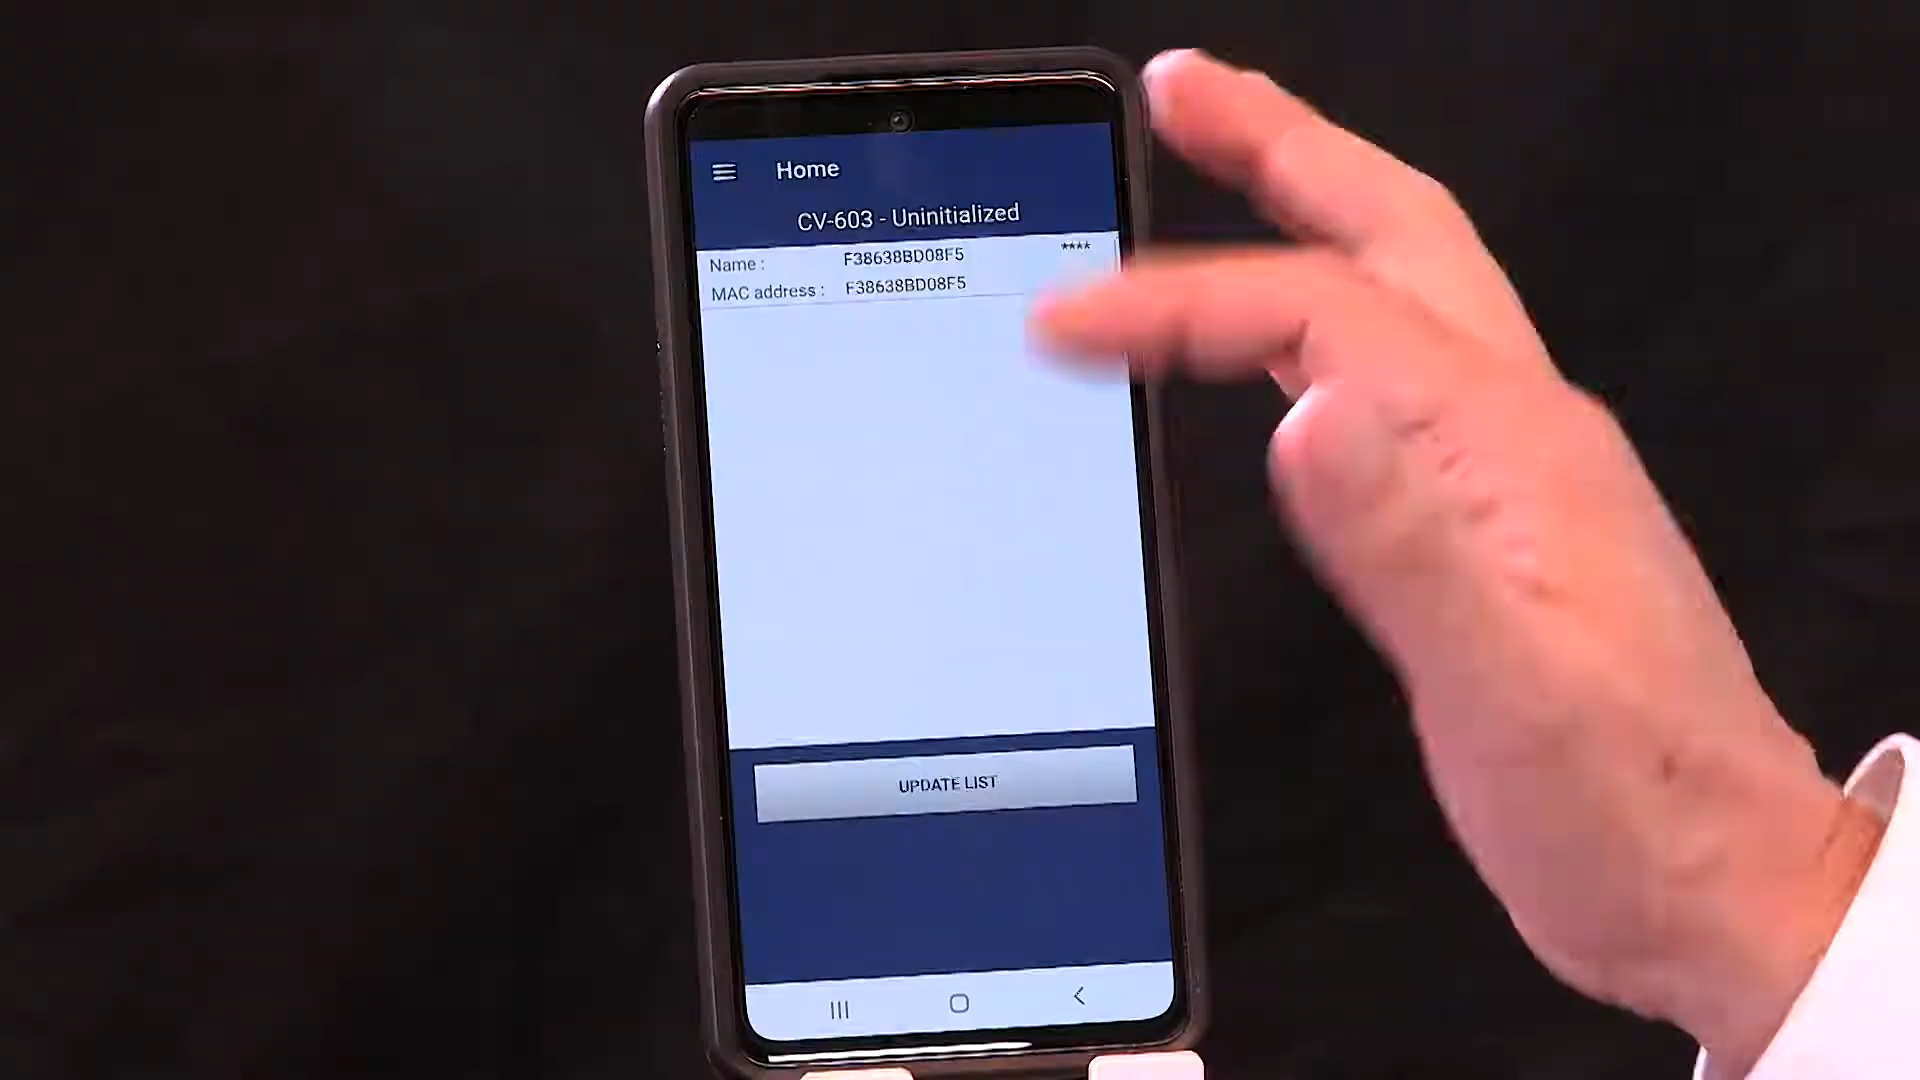 Home
CV-603 - Uninitialized
Name : F38638BD08F5 ****
MAC address : F38638BD08F5
UPDATE LIST